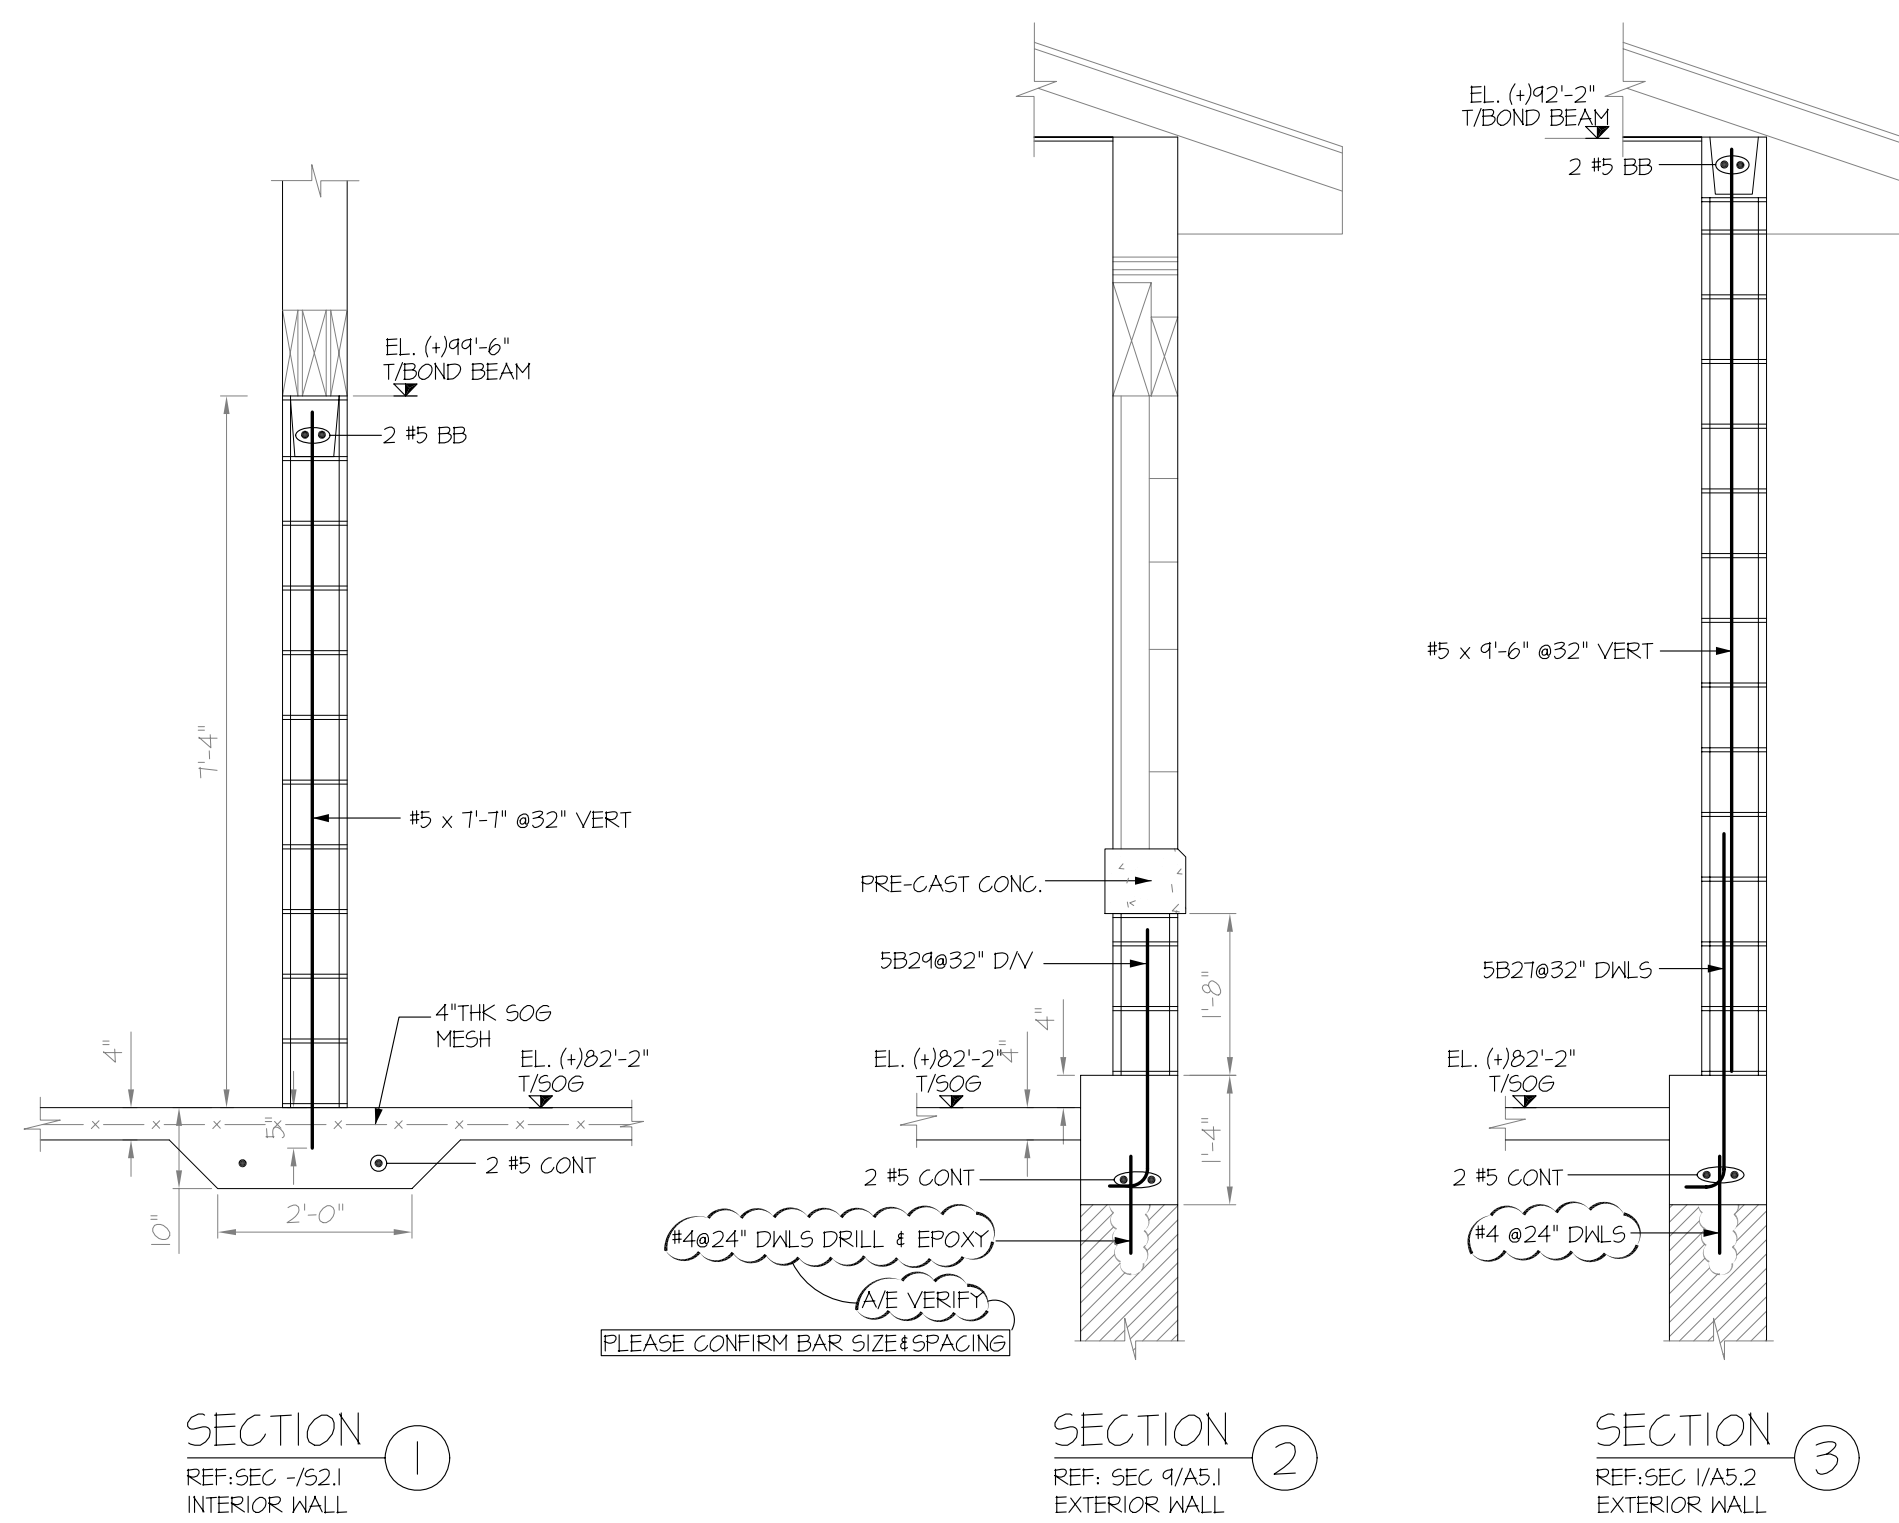 EL. (+)99'-6"
T/BOND BEAM
2 #5 BB
7'-4"
#5 x 7'-7" @32" VERT
4"THK SOG
MESH
4"
EL. (+)82'-2"
T/SOG
5"
2 #5 CONT
10"
2'-0"
SECTION 1
REF:SEC -/S2.1
INTERIOR WALL
PRE-CAST CONC.
5B29@32" D/V
1'-8"
4"
4"
EL. (+)82'-2"
T/SOG
1'-4"
2 #5 CONT
#4@24" DWLS DRILL & EPOXY
A/E VERIFY
PLEASE CONFIRM BAR SIZE&SPACING
SECTION 2
REF: SEC 9/A5.1
EXTERIOR WALL
EL. (+)92'-2"
T/BOND BEAM
2 #5 BB
#5 x 9'-6" @32" VERT
5B27@32" DWLS
EL. (+)82'-2"
T/SOG
2 #5 CONT
#4 @24" DWLS
SECTION 3
REF:SEC 1/A5.2
EXTERIOR WALL